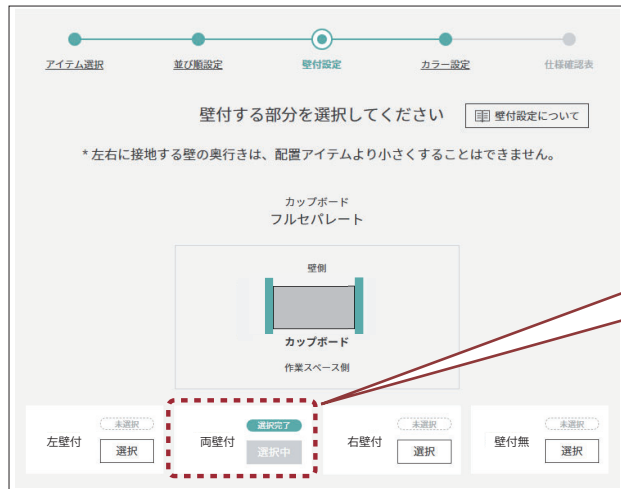 アイテム選択
並び順設定
壁付設定
カラー設定
仕様確認表
壁付する部分を選択してください
壁付設定について
*左右に接地する壁の奥行きは、配置アイテムより小さくすることはできません。
カップボード
フルセパレート
壁側
カップボード
作業スペース側
左壁付
未選択
選択
両壁付
選択完了
選択中
右壁付
未選択
選択
壁付無
未選択
選択